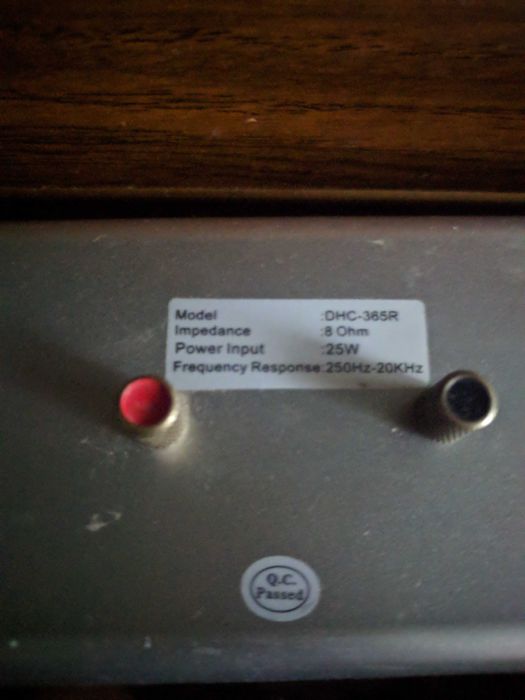 Model :DHC-365R
Impedance :8 Ohm
Power Input :25W
Frequency Response:250Hz-20KHz
Q.C.
Passed